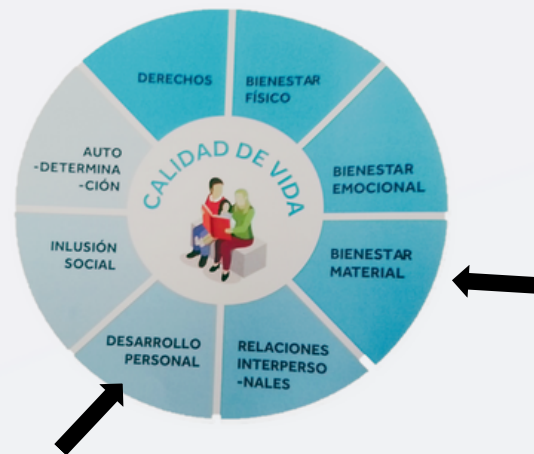 CALIDAD DE VIDA
DERECHOS
BIENESTAR
FÍSICO
BIENESTAR
EMOCIONAL
BIENESTAR
MATERIAL
RELACIONES
INTERPERSO
-NALES
DESARROLLO
PERSONAL
INLUSIÓN
SOCIAL
AUTO
-DETERMINA
-CIÓN